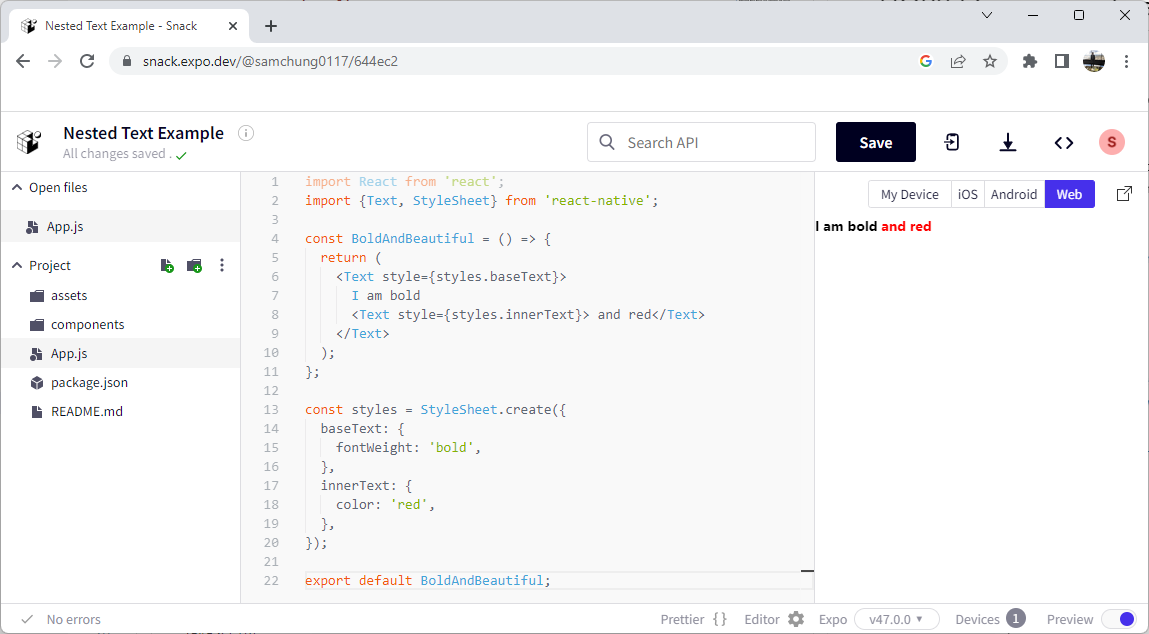 Nested Text Example - Snack
snack.expo.dev/@samchung0117/644ec2
Nested Text Example
All changes saved .
Search API
Save
S
Open files
App.js
Project
assets
components
App.js
package.json
README.md
1 import React from 'react';
2 import {Text, StyleSheet} from 'react-native';
3
4 const BoldAndBeautiful = () => {
5 return (
6 <Text style={styles.baseText}>
7 I am bold
8 <Text style={styles.innerText}> and red</Text>
9 </Text>
10 );
11 };
12
13 const styles = StyleSheet.create({
14 baseText: {
15 fontWeight: 'bold',
16 },
17 innerText: {
18 color: 'red',
19 },
20 });
21
22 export default BoldAndBeautiful;
My Device iOS Android Web
I am bold and red
No errors
Prettier {} Editor Expo v47.0.0 Devices 1 Preview